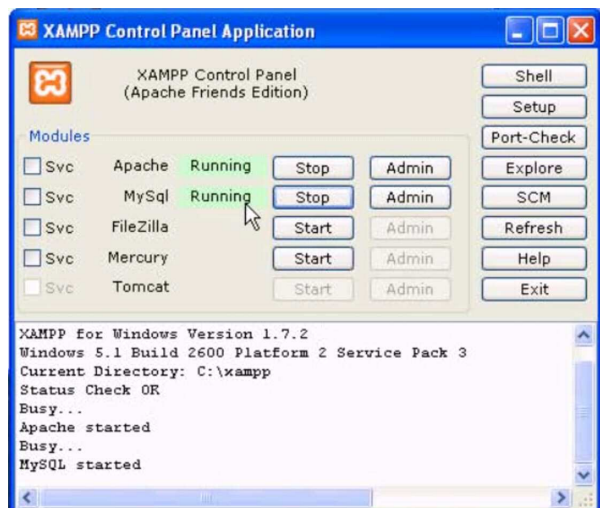 XAMPP Control Panel Application
XAMPP Control Panel
(Apache Friends Edition)
Shell
Setup
Port-Check
Modules
Svc Apache Running Stop Admin Explore
Svc MySql Running Stop Admin SCM
Svc FileZilla Start Admin Refresh
Svc Mercury Start Admin Help
Svc Tomcat Start Admin Exit
XAMPP for Windows Version 1.7.2
Windows 5.1 Build 2600 Platform 2 Service Pack 3
Current Directory: C:\xampp
Status Check OK
Busy...
Apache started
Busy...
MySQL started